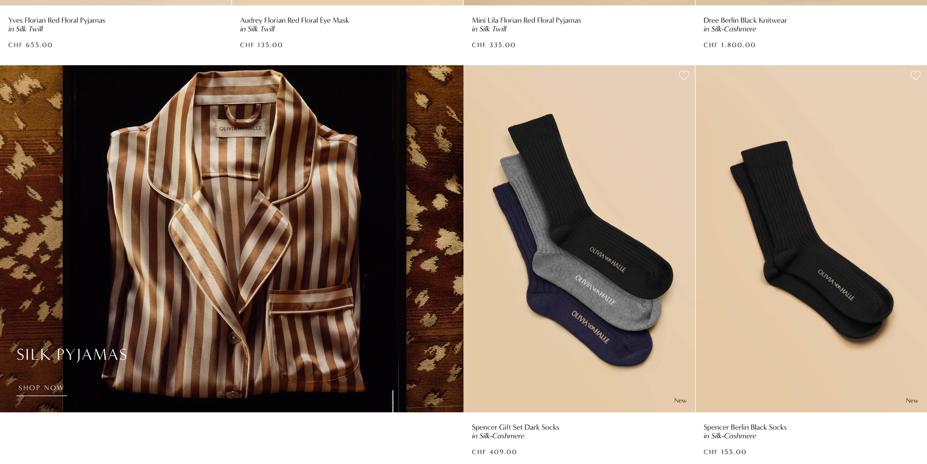 Yves Florian Red Floral Pyjamas
in Silk Twill
CHF 655.00
Audrey Florian Red Floral Eye Mask
in Silk Twill
CHF 135.00
Mini Lila Florian Red Floral Pyjamas
in Silk Twill
CHF 335.00
Dree Berlin Black Knitwear
in Silk-Cashmere
CHF 1,800.00
OLIVIA VON HALLE
SILK PYJAMAS
SHOP NOW
OLIVIA VON HALLE
OLIVIA VON HALLE
OLIVIA VON HALLE
New
OLIVIA VON HALLE
New
Spencer Gift Set Dark Socks
in Silk-Cashmere
CHF 409.00
Spencer Berlin Black Socks
in Silk-Cashmere
CHF 155.00